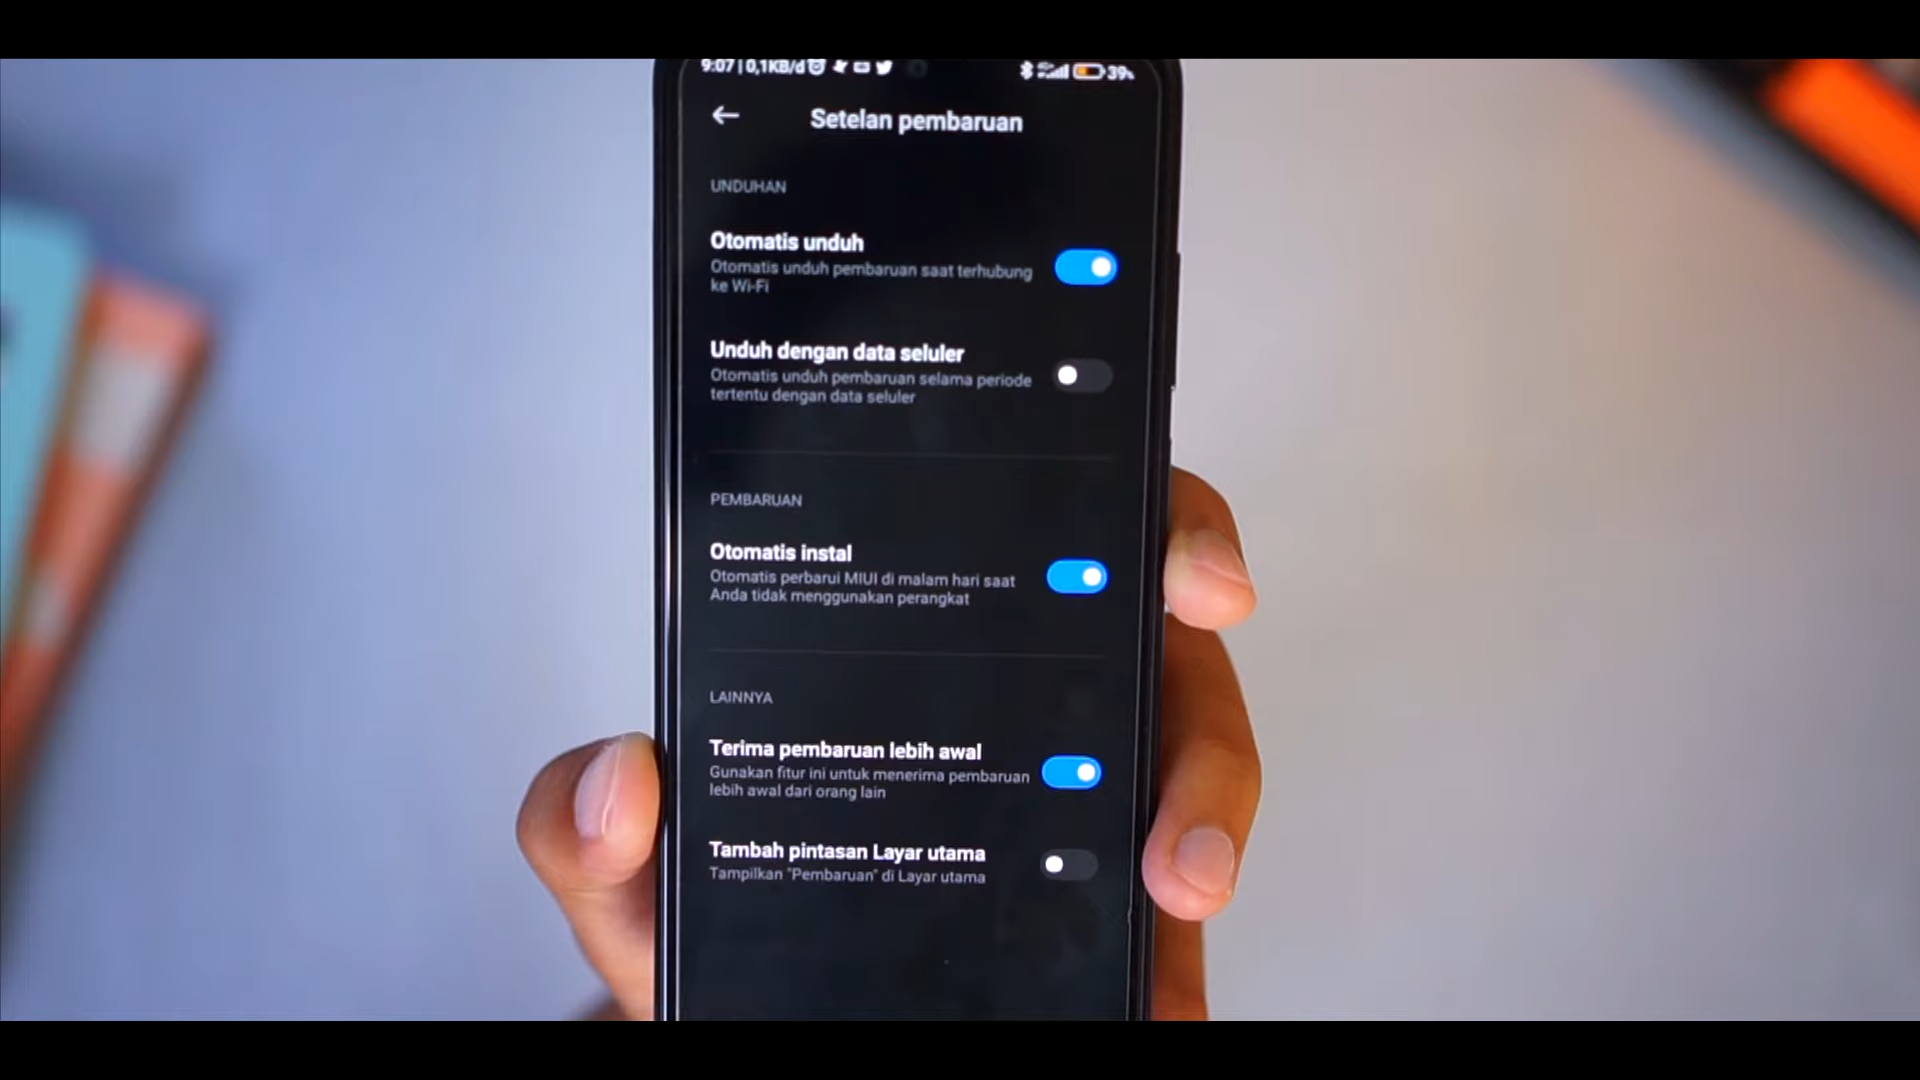 9:07 | 0,1KB/d
39%
Setelan pembaruan
UNDUHAN
Otomatis unduh
Otomatis unduh pembaruan saat terhubung
ke Wi-Fi
Unduh dengan data seluler
Otomatis unduh pembaruan selama periode
tertentu dengan data seluler
PEMBARUAN
Otomatis instal
Otomatis perbarui MIUI di malam hari saat
Anda tidak menggunakan perangkat
LAINNYA
Terima pembaruan lebih awal
Gunakan fitur ini untuk menerima pembaruan
lebih awal dari orang lain
Tambah pintasan Layar utama
Tampilkan "Pembaruan" di Layar utama